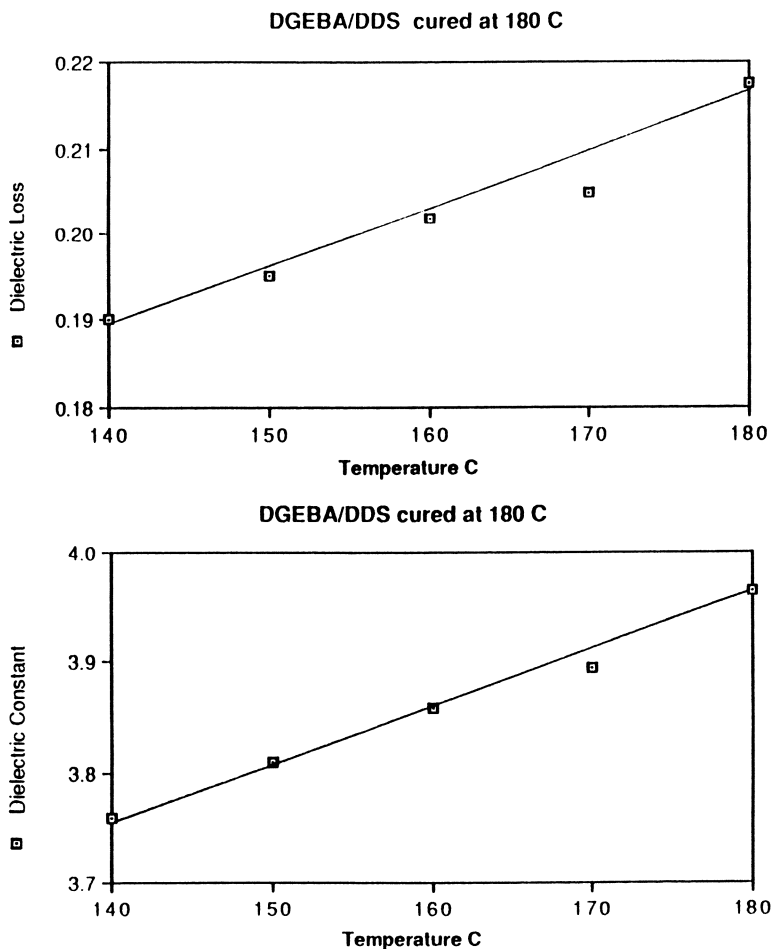 DGEBA/DDS cured at 180 C
0.22
0.21
0.20
0.19
0.18
Dielectric Loss
140 150 160 170 180
Temperature C
DGEBA/DDS cured at 180 C
4.0
3.9
3.8
3.7
Dielectric Constant
140 150 160 170 180
Temperature C